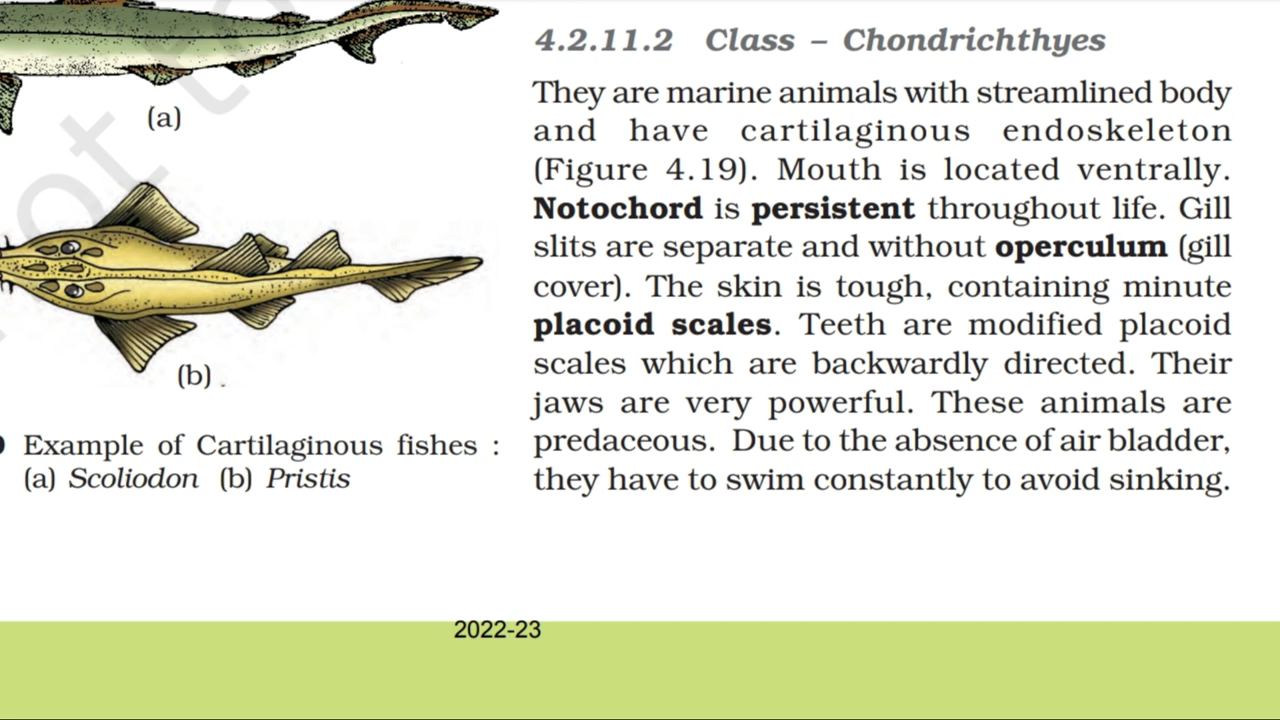 4.2.11.2 Class – Chondrichthyes
They are marine animals with streamlined body
and have cartilaginous endoskeleton
(Figure 4.19). Mouth is located ventrally.
Notochord is persistent throughout life. Gill
slits are separate and without operculum (gill
cover). The skin is tough, containing minute
placoid scales. Teeth are modified placoid
scales which are backwardly directed. Their
jaws are very powerful. These animals are
predaceous. Due to the absence of air bladder,
they have to swim constantly to avoid sinking.
(a)
(b)
Example of Cartilaginous fishes :
(a) Scoliodon (b) Pristis
2022-23